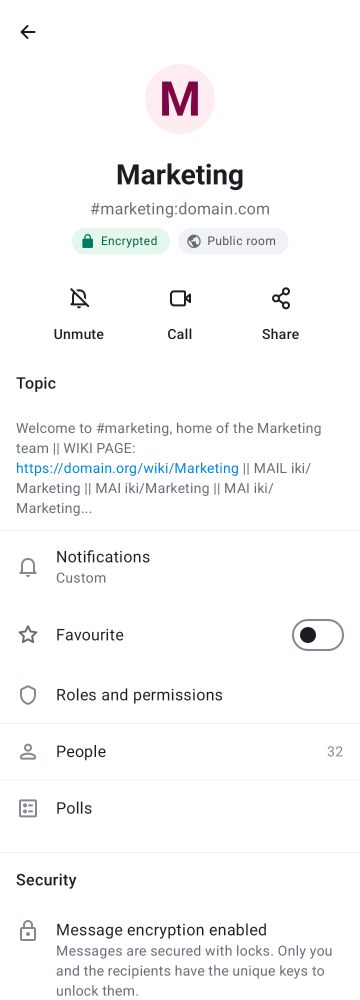 M
Marketing
#marketing:domain.com
Encrypted
Public room
Unmute
Call
Share
Topic
Welcome to #marketing, home of the Marketing
team || WIKI PAGE:
https://domain.org/wiki/Marketing || MAIL iki/
Marketing || MAI iki/Marketing || MAI iki/
Marketing...
Notifications
Custom
Favourite
Roles and permissions
People 32
Polls
Security
Message encryption enabled
Messages are secured with locks. Only you
and the recipients have the unique keys to
unlock them.